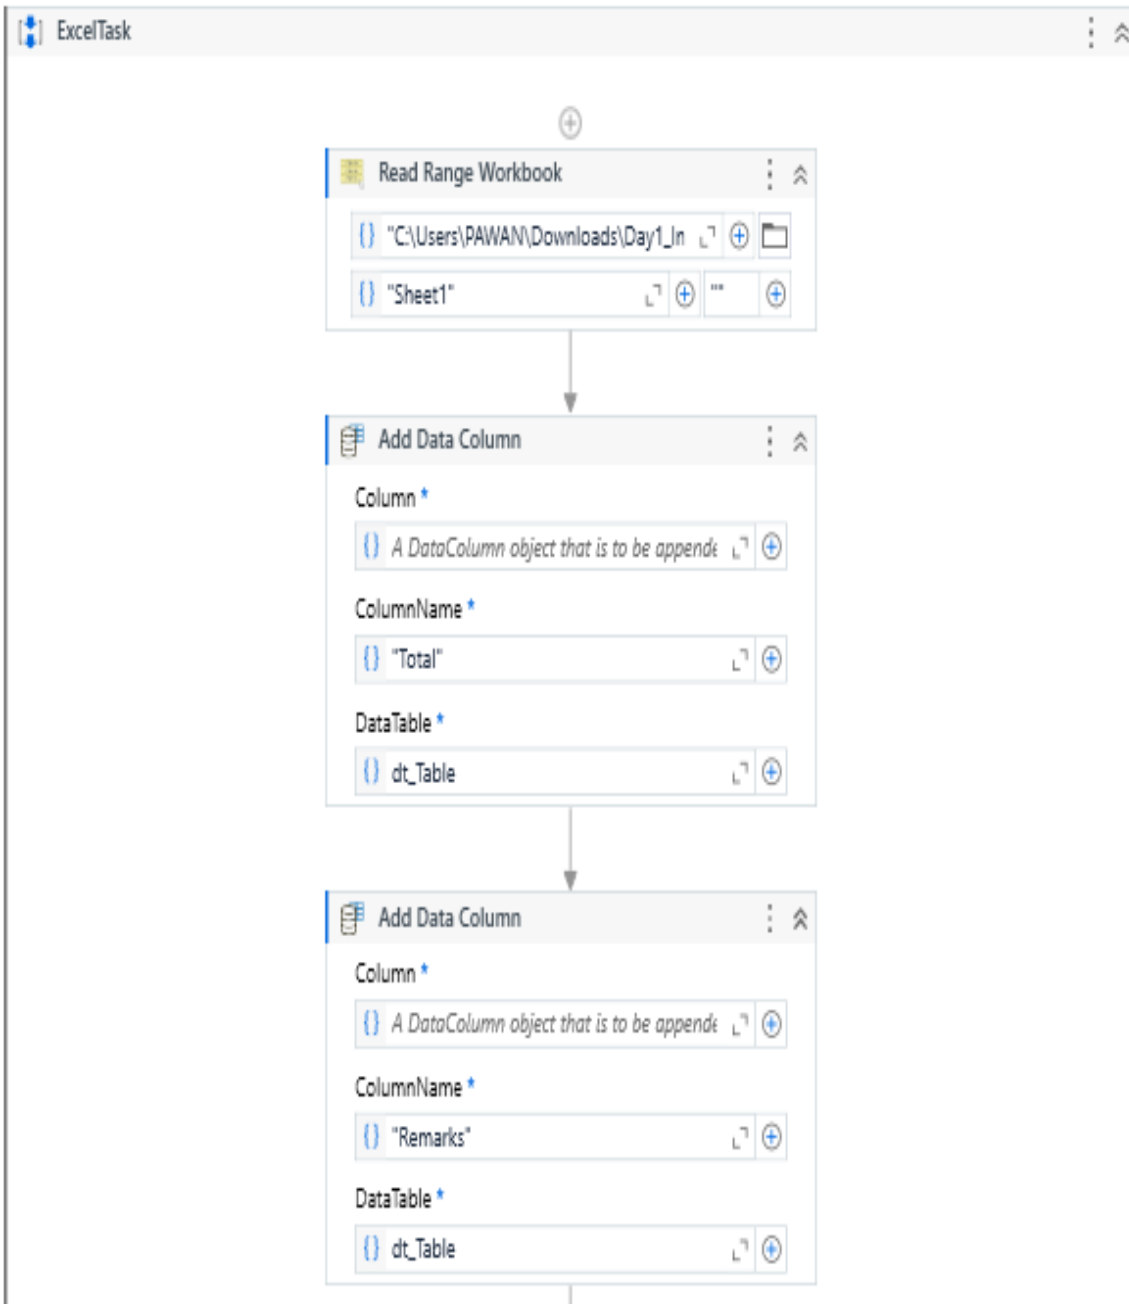 ExcelTask
Read Range Workbook
"C:\Users\PAWAN\Downloads\Day1_In
"Sheet1" ""
Add Data Column
Column *
A DataColumn object that is to be appende
ColumnName *
"Total"
DataTable *
dt_Table
Add Data Column
Column *
A DataColumn object that is to be appende
ColumnName *
"Remarks"
DataTable *
dt_Table